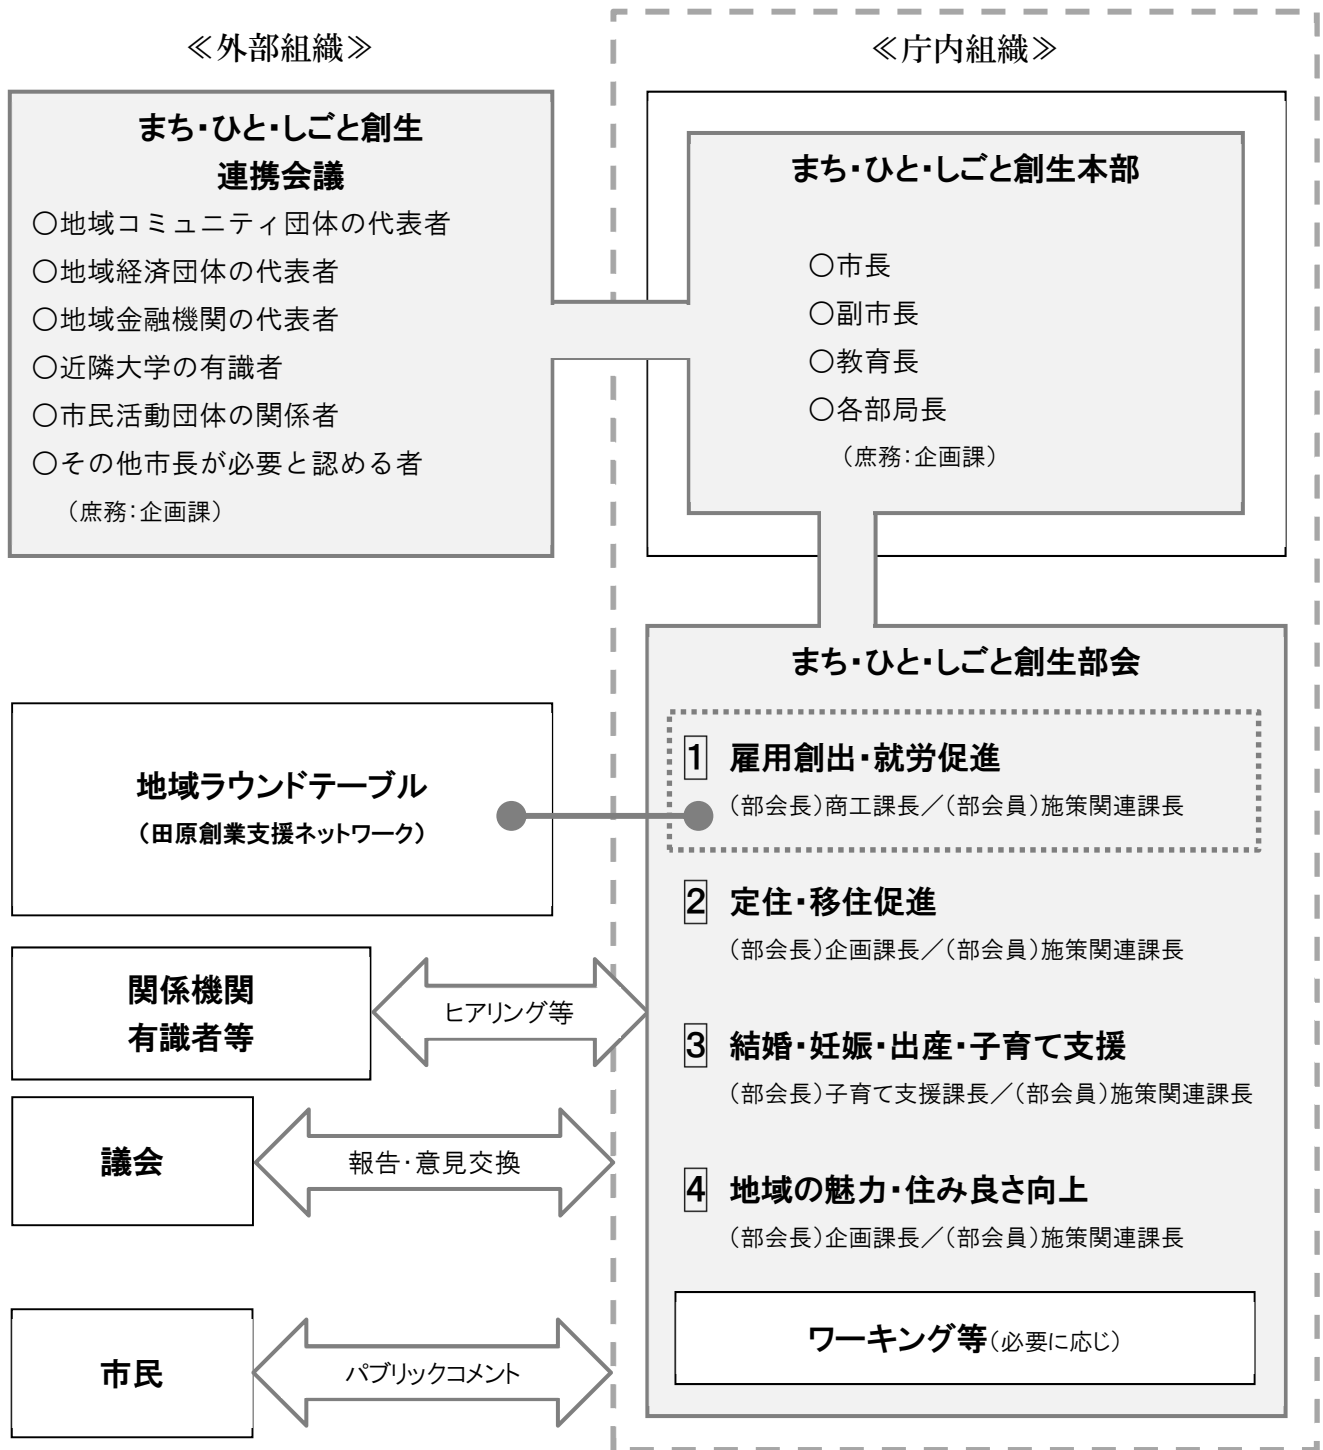 ≪外部組織≫
まち・ひと・しごと創生
連携会議
○地域コミュニティ団体の代表者
○地域経済団体の代表者
○地域金融機関の代表者
○近隣大学の有識者
○市民活動団体の関係者
○その他市長が必要と認める者
（庶務：企画課）
≪庁内組織≫
まち・ひと・しごと創生本部
○市長
○副市長
○教育長
○各部局長
（庶務：企画課）
まち・ひと・しごと創生部会
1 雇用創出・就労促進
（部会長）商工課長／（部会員）施策関連課長
2 定住・移住促進
（部会長）企画課長／（部会員）施策関連課長
3 結婚・妊娠・出産・子育て支援
（部会長）子育て支援課長／（部会員）施策関連課長
4 地域の魅力・住み良さ向上
（部会長）企画課長／（部会員）施策関連課長
ワーキング等（必要に応じ）
地域ラウンドテーブル
（田原創業支援ネットワーク）
関係機関
有識者等
ヒアリング等
議会
報告・意見交換
市民
パブリックコメント